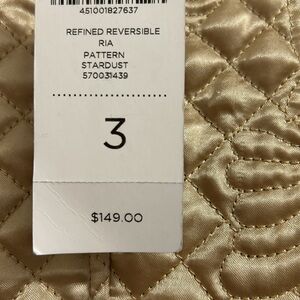 451001827637
REFINED REVERSIBLE
RIA
PATTERN
STARDUST
570031439
3
$149.00